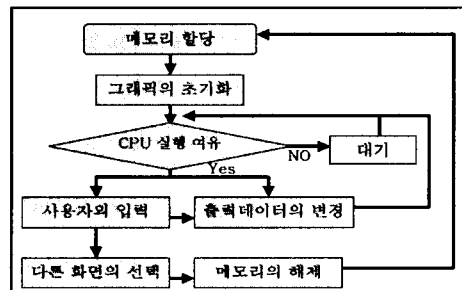 메모리 할당
그래픽의 초기화
CPU 실행 여유
NO
대기
Yes
사용자의 입력
출력데이터의 변경
다른 화면의 선택
메모리의 해제